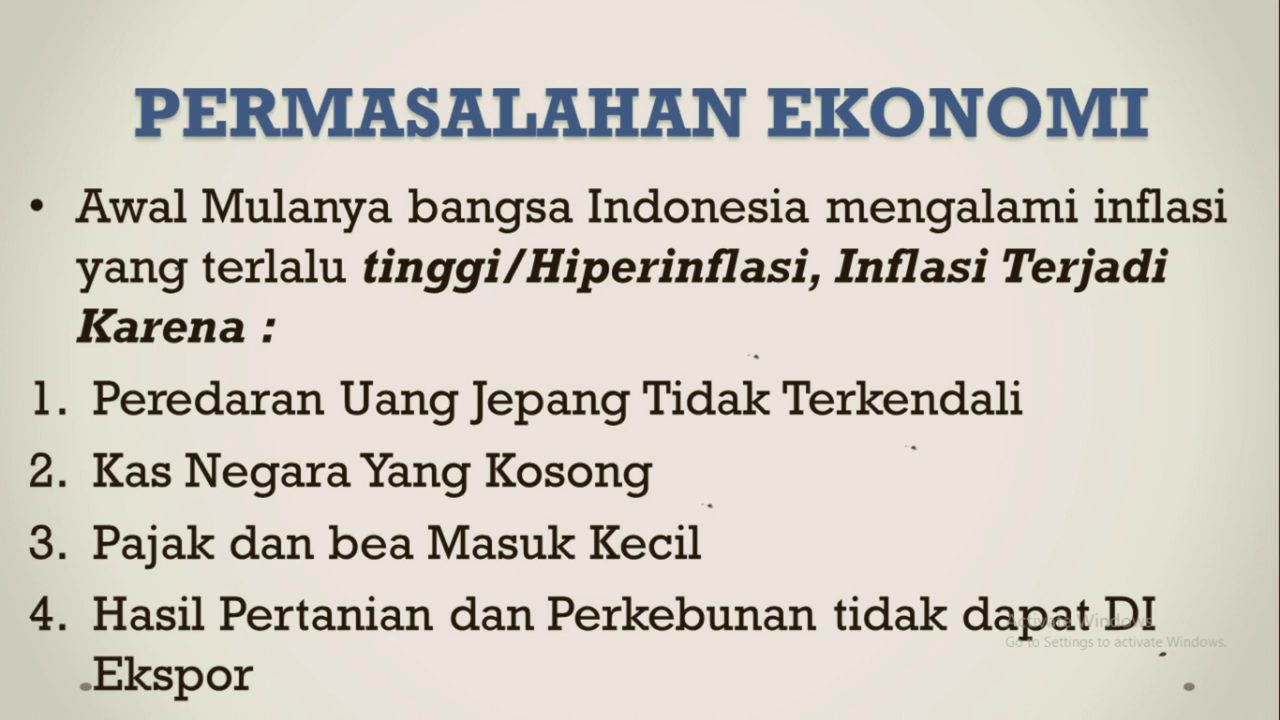 PERMASALAHAN EKONOMI
• Awal Mulanya bangsa Indonesia mengalami inflasi
yang terlalu tinggi/Hiperinflasi, Inflasi Terjadi
Karena :
1. Peredaran Uang Jepang Tidak Terkendali
2. Kas Negara Yang Kosong
3. Pajak dan bea Masuk Kecil
4. Hasil Pertanian dan Perkebunan tidak dapat DI
Ekspor
Activate Windows
Go to Settings to activate Windows.